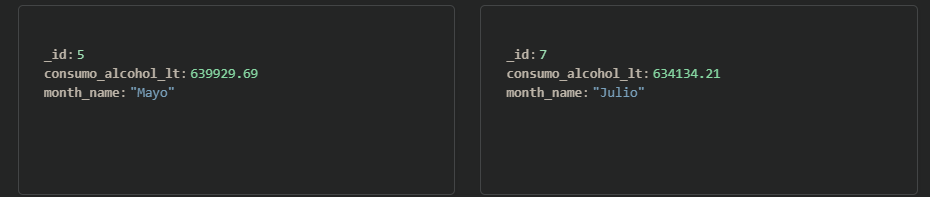 _id: 5
consumo_alcohol_lt: 639929.69
month_name: "Mayo"
_id: 7
consumo_alcohol_lt: 634134.21
month_name: "Julio"